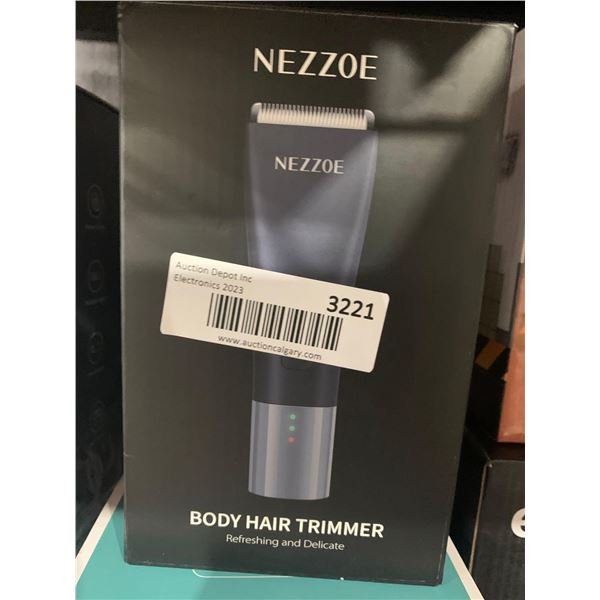 NEZZOE
NEZZOE
Auction Depot Inc
Electronics 2023
3221
www.auctioncalgary.com
BODY HAIR TRIMMER
Refreshing and Delicate
e